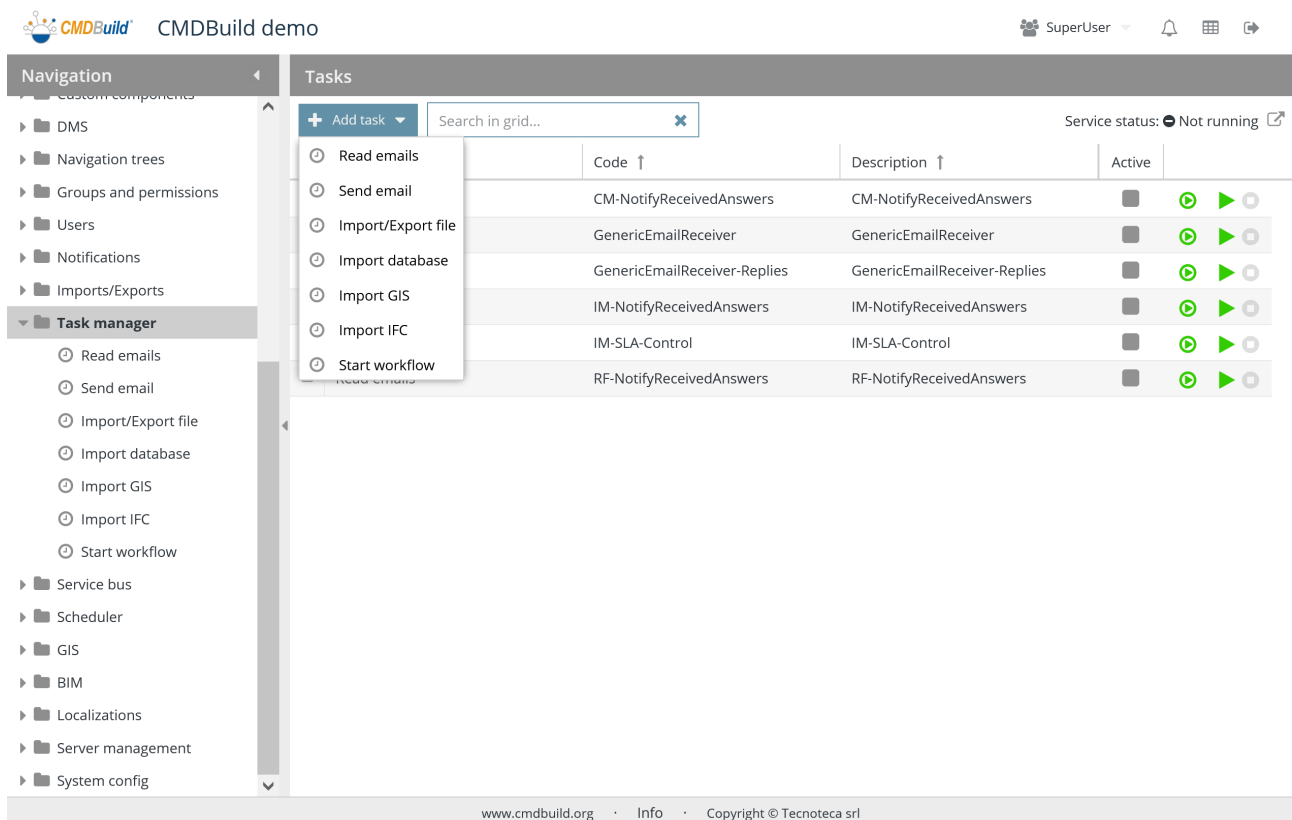 CMDBuild CMDBuild demo SuperUser
Navigation
Custom components
DMS
Navigation trees
Groups and permissions
Users
Notifications
Imports/Exports
Task manager
Read emails
Send email
Import/Export file
Import database
Import GIS
Import IFC
Start workflow
Service bus
Scheduler
GIS
BIM
Localizations
Server management
System config
Tasks
Add task Search in grid... Service status: Not running
Read emails
Send email
Import/Export file
Import database
Import GIS
Import IFC
Start workflow
Code Description Active
CM-NotifyReceivedAnswers CM-NotifyReceivedAnswers
GenericEmailReceiver GenericEmailReceiver
GenericEmailReceiver-Replies GenericEmailReceiver-Replies
IM-NotifyReceivedAnswers IM-NotifyReceivedAnswers
IM-SLA-Control IM-SLA-Control
Read emails RF-NotifyReceivedAnswers RF-NotifyReceivedAnswers
www.cmdbuild.org · Info · Copyright © Tecnoteca srl